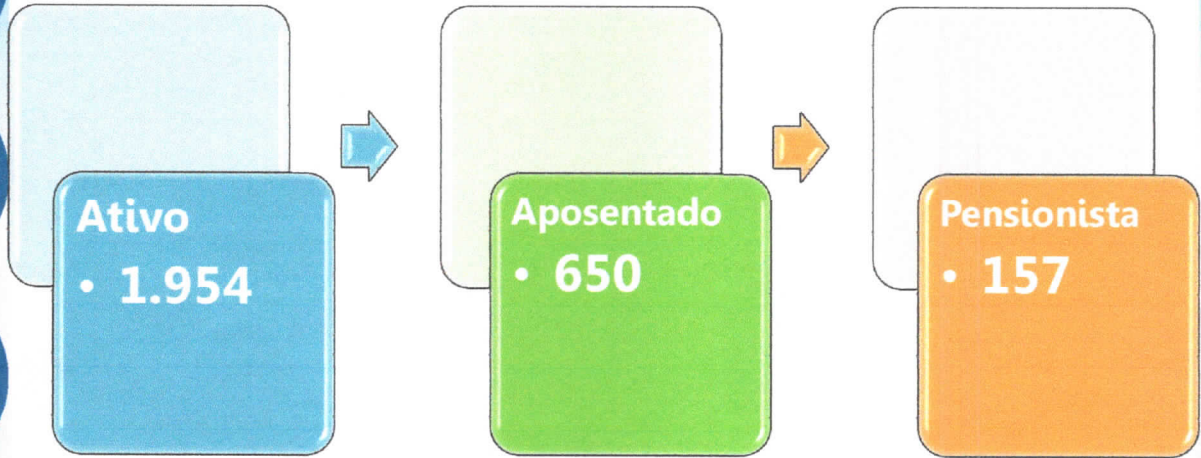 Ativo
• 1.954
Aposentado
• 650
Pensionista
• 157